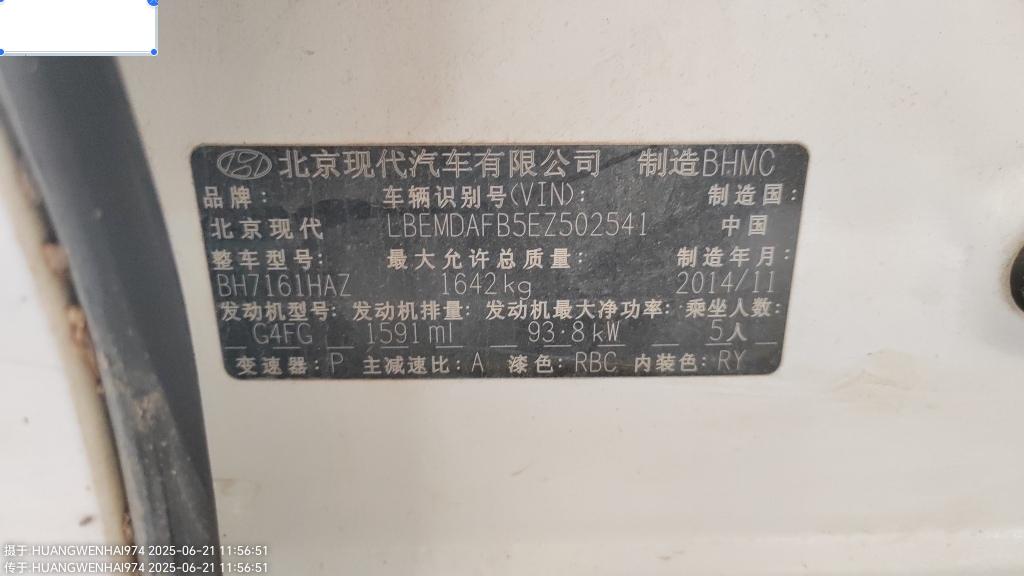 北京现代汽车有限公司 制造BHMC
品牌: 车辆识别号(VIN): 制造国:
北京现代 LBEMDAFB5EZ502541 中国
整车型号: 最大允许总质量: 制造年月:
BH7161HAZ 1642kg 2014/11
发动机型号: 发动机排量: 发动机最大净功率: 乘坐人数:
G4FG 1591ml 93.8kW 5人
变速器: P 主减速比: A 漆色: RBC 内装色: RY
摄于 HUANGWENHAI974 2025-06-21 11:56:51
传于 HUANGWENHAI974 2025-06-21 11:56:51